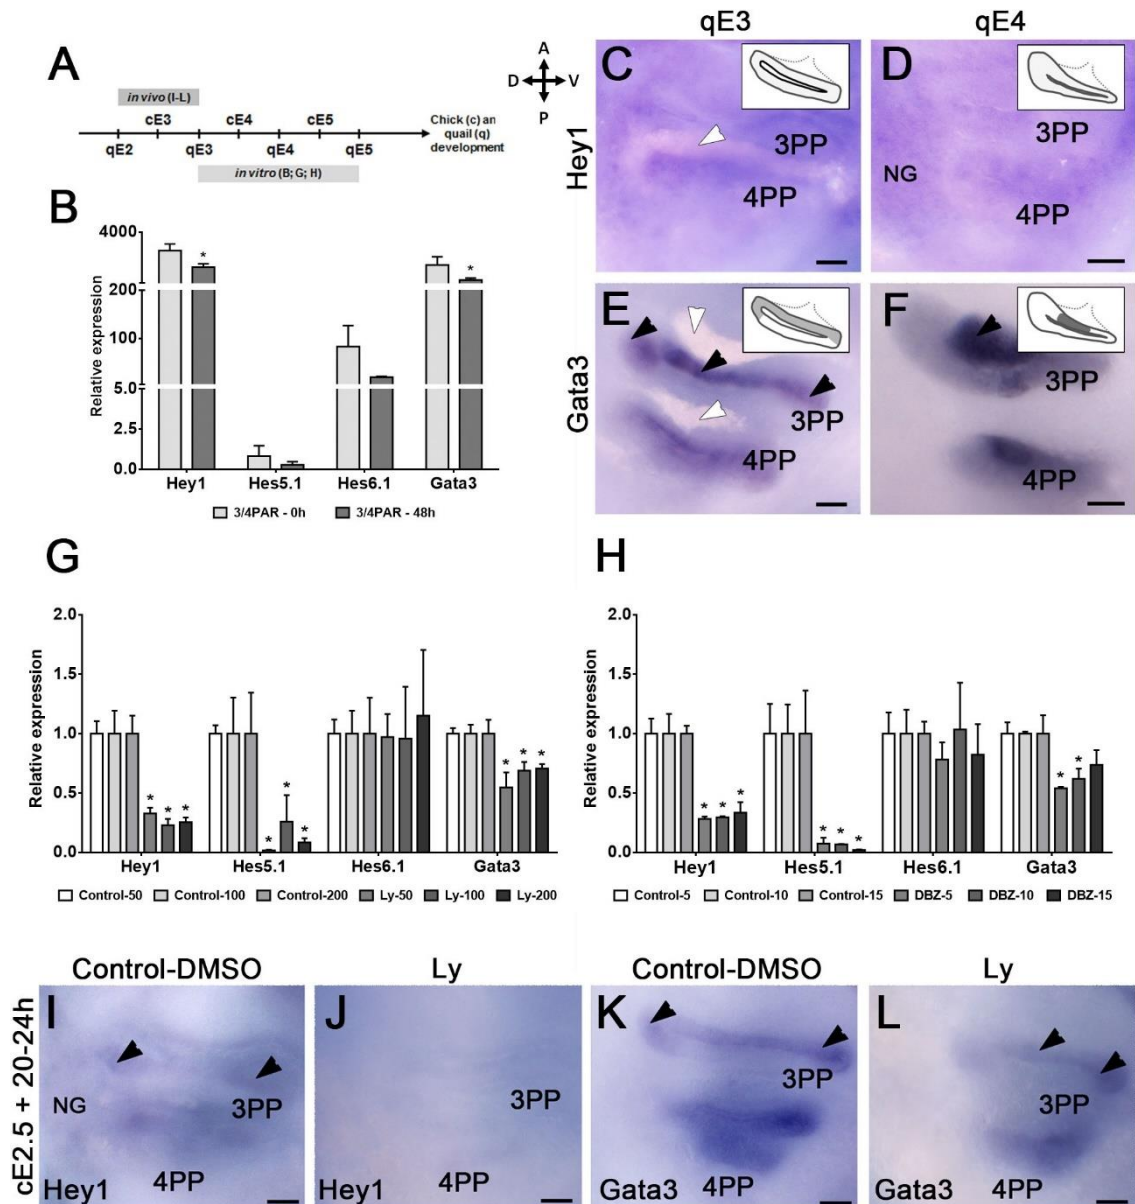 qE3
qE4
A
in vivo (I-L)
cE3
cE4
cE5
qE2
qE3
qE4
qE5
in vitro (B; G; H)
Chick (c) an
quail (q)
development
A
D
V
P
B
Relative expression
4000
200
100
5.0
2.5
0.0
*
*
Hey1
Hes5.1
Hes6.1
Gata3
3/4PAR - 0h
3/4PAR - 48h
Hey1
C
3PP
4PP
D
3PP
NG
4PP
Gata3
E
3PP
4PP
F
3PP
4PP
G
Relative expression
2.0
1.5
1.0
0.5
0.0
* * *
* * *
* * *
Hey1
Hes5.1
Hes6.1
Gata3
Control-50
Control-100
Control-200
Ly-50
Ly-100
Ly-200
H
Relative expression
2.0
1.5
1.0
0.5
0.0
* * *
* * *
* *
Hey1
Hes5.1
Hes6.1
Gata3
Control-5
Control-10
Control-15
DBZ-5
DBZ-10
DBZ-15
Control-DMSO
Ly
Control-DMSO
Ly
cE2.5 + 20-24h
I
NG
3PP
4PP
Hey1
J
3PP
4PP
Hey1
K
3PP
4PP
Gata3
L
3PP
4PP
Gata3